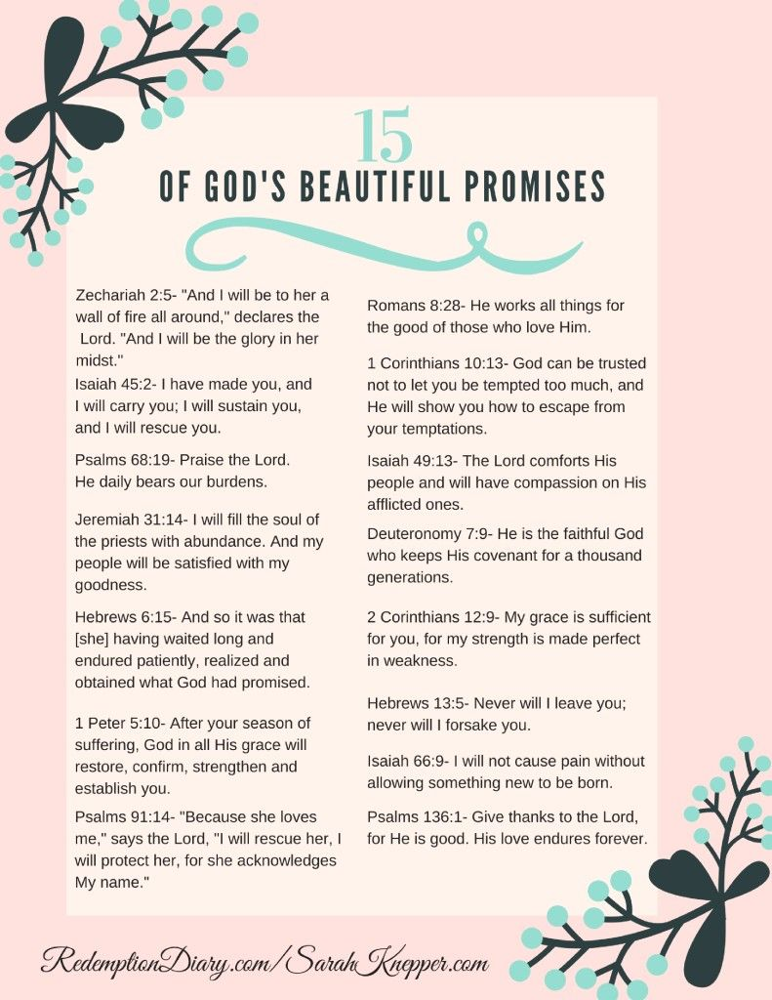 15
OF GOD'S BEAUTIFUL PROMISES
Zechariah 2:5- "And I will be to her a
wall of fire all around," declares the
Lord. "And I will be the glory in her
midst."
Isaiah 45:2- I have made you, and
I will carry you; I will sustain you,
and I will rescue you.
Psalms 68:19- Praise the Lord.
He daily bears our burdens.
Jeremiah 31:14- I will fill the soul of
the priests with abundance. And my
people will be satisfied with my
goodness.
Hebrews 6:15- And so it was that
[she] having waited long and
endured patiently, realized and
obtained what God had promised.
1 Peter 5:10- After your season of
suffering, God in all His grace will
restore, confirm, strengthen and
establish you.
Psalms 91:14- "Because she loves
me," says the Lord, "I will rescue her, I
will protect her, for she acknowledges
My name."
Romans 8:28- He works all things for
the good of those who love Him.
1 Corinthians 10:13- God can be trusted
not to let you be tempted too much, and
He will show you how to escape from
your temptations.
Isaiah 49:13- The Lord comforts His
people and will have compassion on His
afflicted ones.
Deuteronomy 7:9- He is the faithful God
who keeps His covenant for a thousand
generations.
2 Corinthians 12:9- My grace is sufficient
for you, for my strength is made perfect
in weakness.
Hebrews 13:5- Never will I leave you;
never will I forsake you.
Isaiah 66:9- I will not cause pain without
allowing something new to be born.
Psalms 136:1- Give thanks to the Lord,
for He is good. His love endures forever.
RedemptionDiary.com/SarahKnepper.com